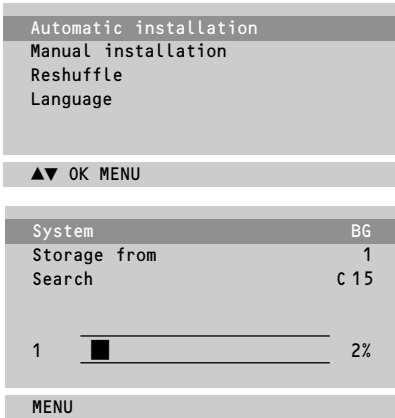 Automatic installation
Manual installation
Reshuffle
Language
▲▼ OK MENU
System BG
Storage from 1
Search C 15
1 2%
MENU